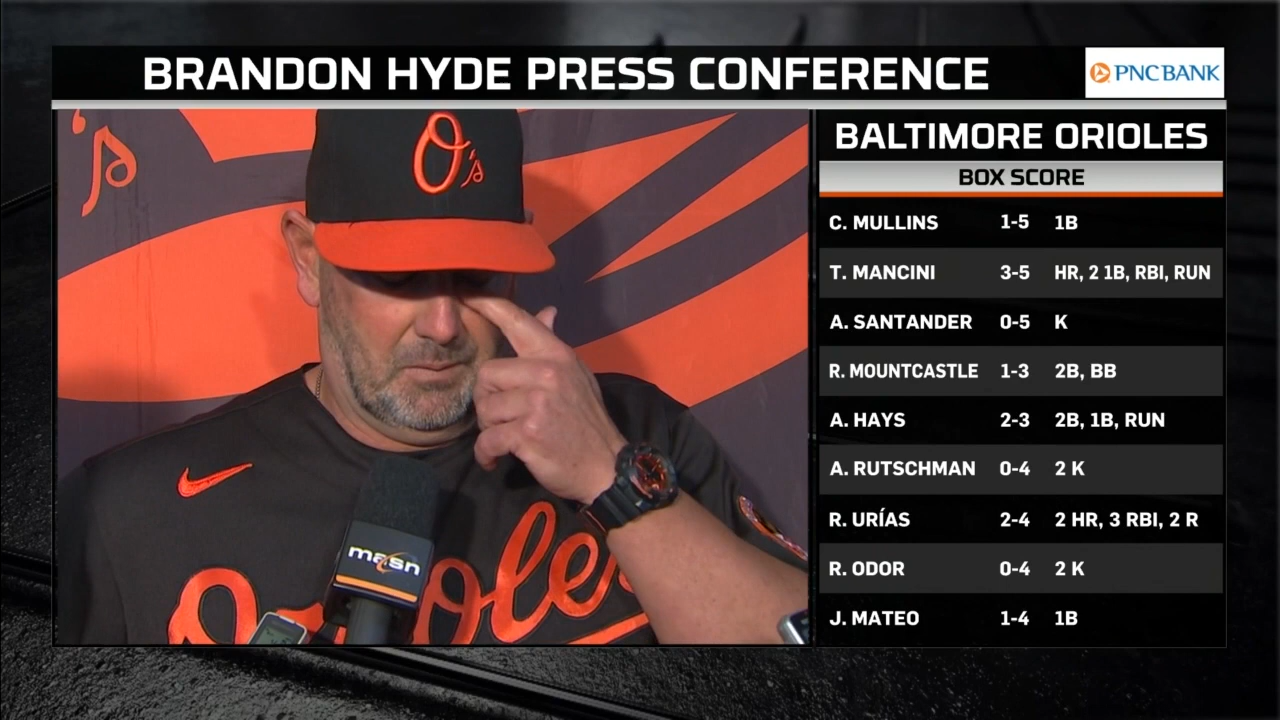 BRANDON HYDE PRESS CONFERENCE
PNC BANK
BALTIMORE ORIOLES
BOX SCORE
C. MULLINS 1-5 1B
T. MANCINI 3-5 HR, 2 1B, RBI, RUN
A. SANTANDER 0-5 K
R. MOUNTCASTLE 1-3 2B, BB
A. HAYS 2-3 2B, 1B, RUN
A. RUTSCHMAN 0-4 2 K
R. URÍAS 2-4 2 HR, 3 RBI, 2 R
R. ODOR 0-4 2 K
J. MATEO 1-4 1B
's
O's
masn
Orioles